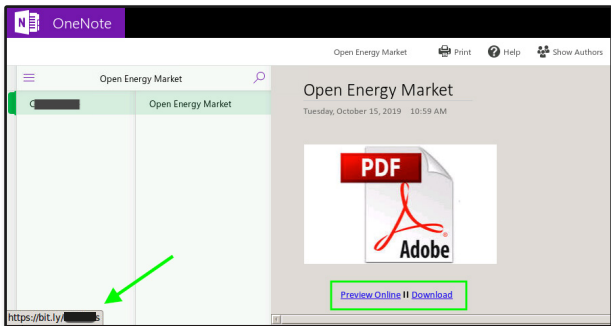 OneNote
Open Energy Market Print Help Show Authors
Open Energy Market
Open Energy Market
Open Energy Market
Tuesday, October 15, 2019 10:59 AM
PDF
Adobe
Preview Online II Download
https://bit.ly/